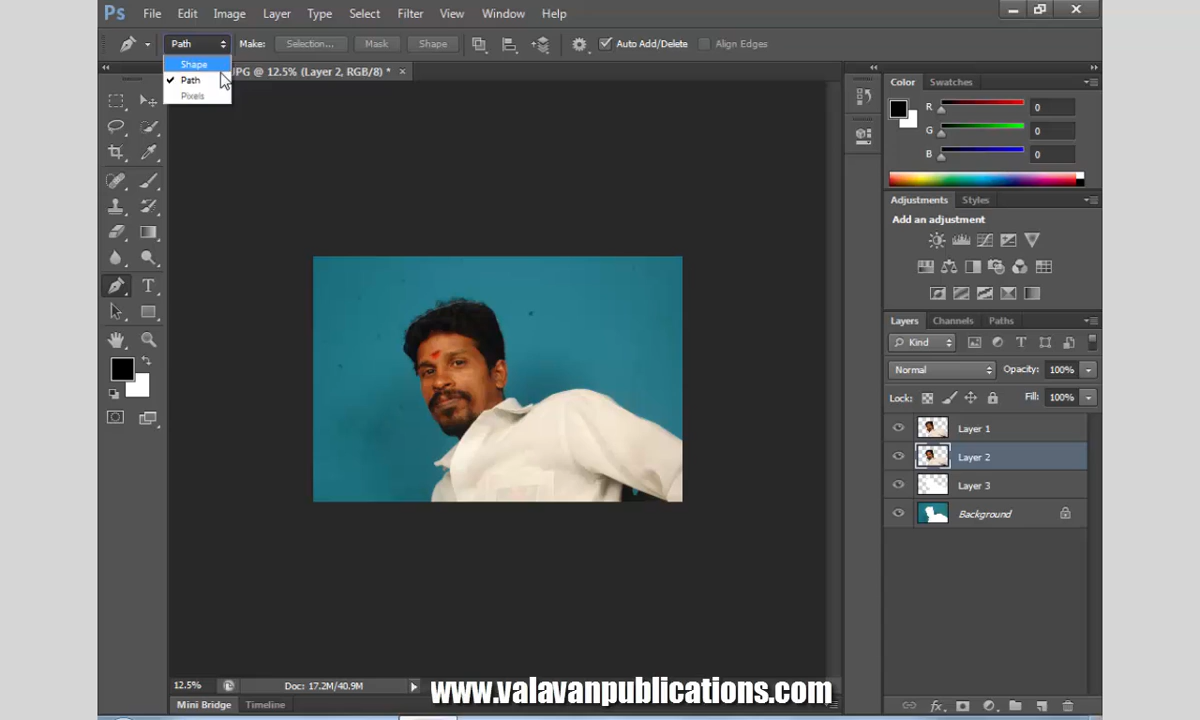 Ps File Edit Image Layer Type Select Filter View Window Help
Path Make: Selection... Mask Shape Auto Add/Delete Align Edges
Shape
Path
Pixels
JPG @ 12.5% (Layer 2, RGB/8) * ×
Color Swatches
R 0
G 0
B 0
Adjustments Styles
Add an adjustment
Layers Channels Paths
Kind
Normal Opacity: 100%
Lock: Fill: 100%
Layer 1
Layer 2
Layer 3
Background
12.5% Doc: 17.2M/40.9M
www.valavanpublications.com
Mini Bridge Timeline